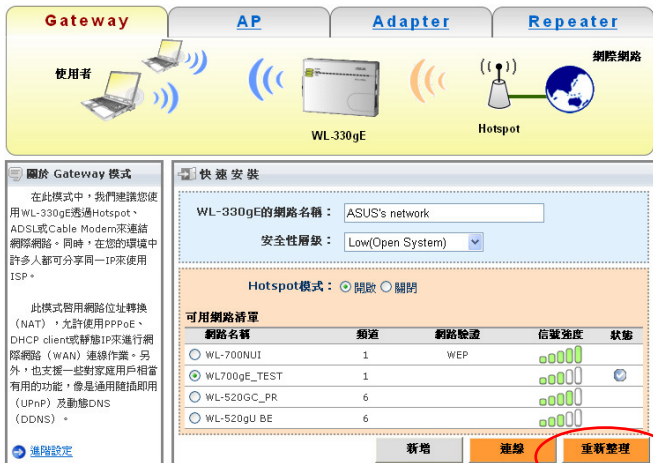 Gateway
AP
Adapter
Repeater
使用者
網際網路
WL-330gE
Hotspot
關於 Gateway 模式
在此模式中，我們建議您使
用WL-330gE透過Hotspot、
ADSL或Cable Modem來連結
網際網路。同時，在您的環境中
許多人都可分享同一IP來使用
ISP。
此模式啟用網路位址轉換
（NAT），允許使用PPPoE、
DHCP client或靜態IP來進行網
際網路（WAN）連線作業。另
外，也支援一些對家庭用戶相當
有用的功能，像是通用隨插即用
（UPnP）及動態DNS
（DDNS）。
進階設定
快速安裝
WL-330gE的網路名稱： ASUS's network
安全性層級： Low(Open System)
Hotspot模式： 開啟 關閉
可用網路清單
網路名稱 頻道 網路驗證 信號強度 狀態
WL-700NUI 1 WEP
WL700gE_TEST 1
WL-520GC_PR 6
WL-520gU BE 6
新增 連線 重新整理